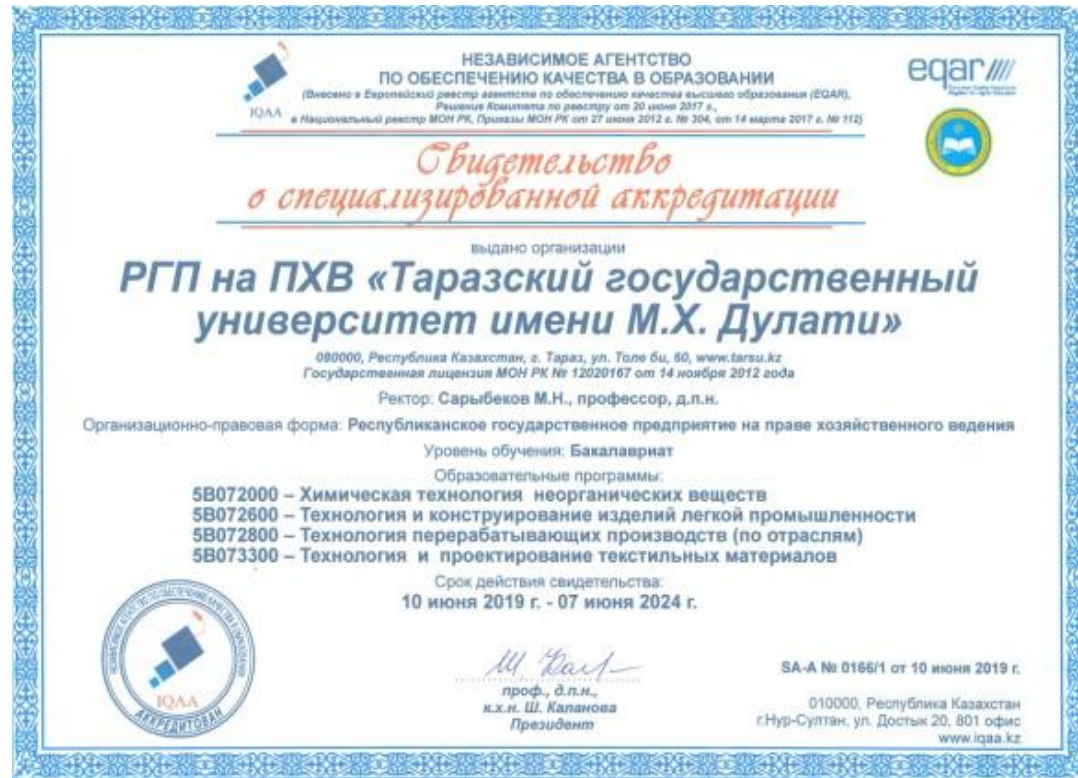 НЕЗАВИСИМОЕ АГЕНТСТВО
ПО ОБЕСПЕЧЕНИЮ КАЧЕСТВА В ОБРАЗОВАНИИ
(Внесено в Европейский реестр агентств по обеспечению качества высшего образования (EQAR),
Решение Комитета по реестру от 20 июня 2017 г.,
в Национальный реестр МОН РК, Приказы МОН РК от 27 июня 2012 г. № 304, от 14 марта 2017 г. № 112)
IQAA
eqar
Свидетельство
о специализированной аккредитации
выдано организации
РГП на ПХВ «Таразский государственный
университет имени М.Х. Дулати»
080000, Республика Казахстан, г. Тараз, ул. Толе би, 60, www.tarsu.kz
Государственная лицензия МОН РК № 12020167 от 14 ноября 2012 года
Ректор: Сарыбеков М.Н., профессор, д.п.н.
Организационно-правовая форма: Республиканское государственное предприятие на праве хозяйственного ведения
Уровень обучения: Бакалавриат
Образовательные программы:
5В072000 – Химическая технология неорганических веществ
5В072600 – Технология и конструирование изделий легкой промышленности
5В072800 – Технология перерабатывающих производств (по отраслям)
5В073300 – Технология и проектирование текстильных материалов
Срок действия свидетельства:
10 июня 2019 г. - 07 июня 2024 г.
НЕЗАВИСИМОЕ АГЕНТСТВО ПО ОБЕСПЕЧЕНИЮ КАЧЕСТВА В ОБРАЗОВАНИИ
IQAA
АККРЕДИТОВАН
проф., д.п.н.,
к.х.н. Ш. Каланова
Президент
SA-A № 0166/1 от 10 июня 2019 г.
010000, Республика Казахстан
г.Нур-Султан, ул. Достык 20, 801 офис
www.iqaa.kz